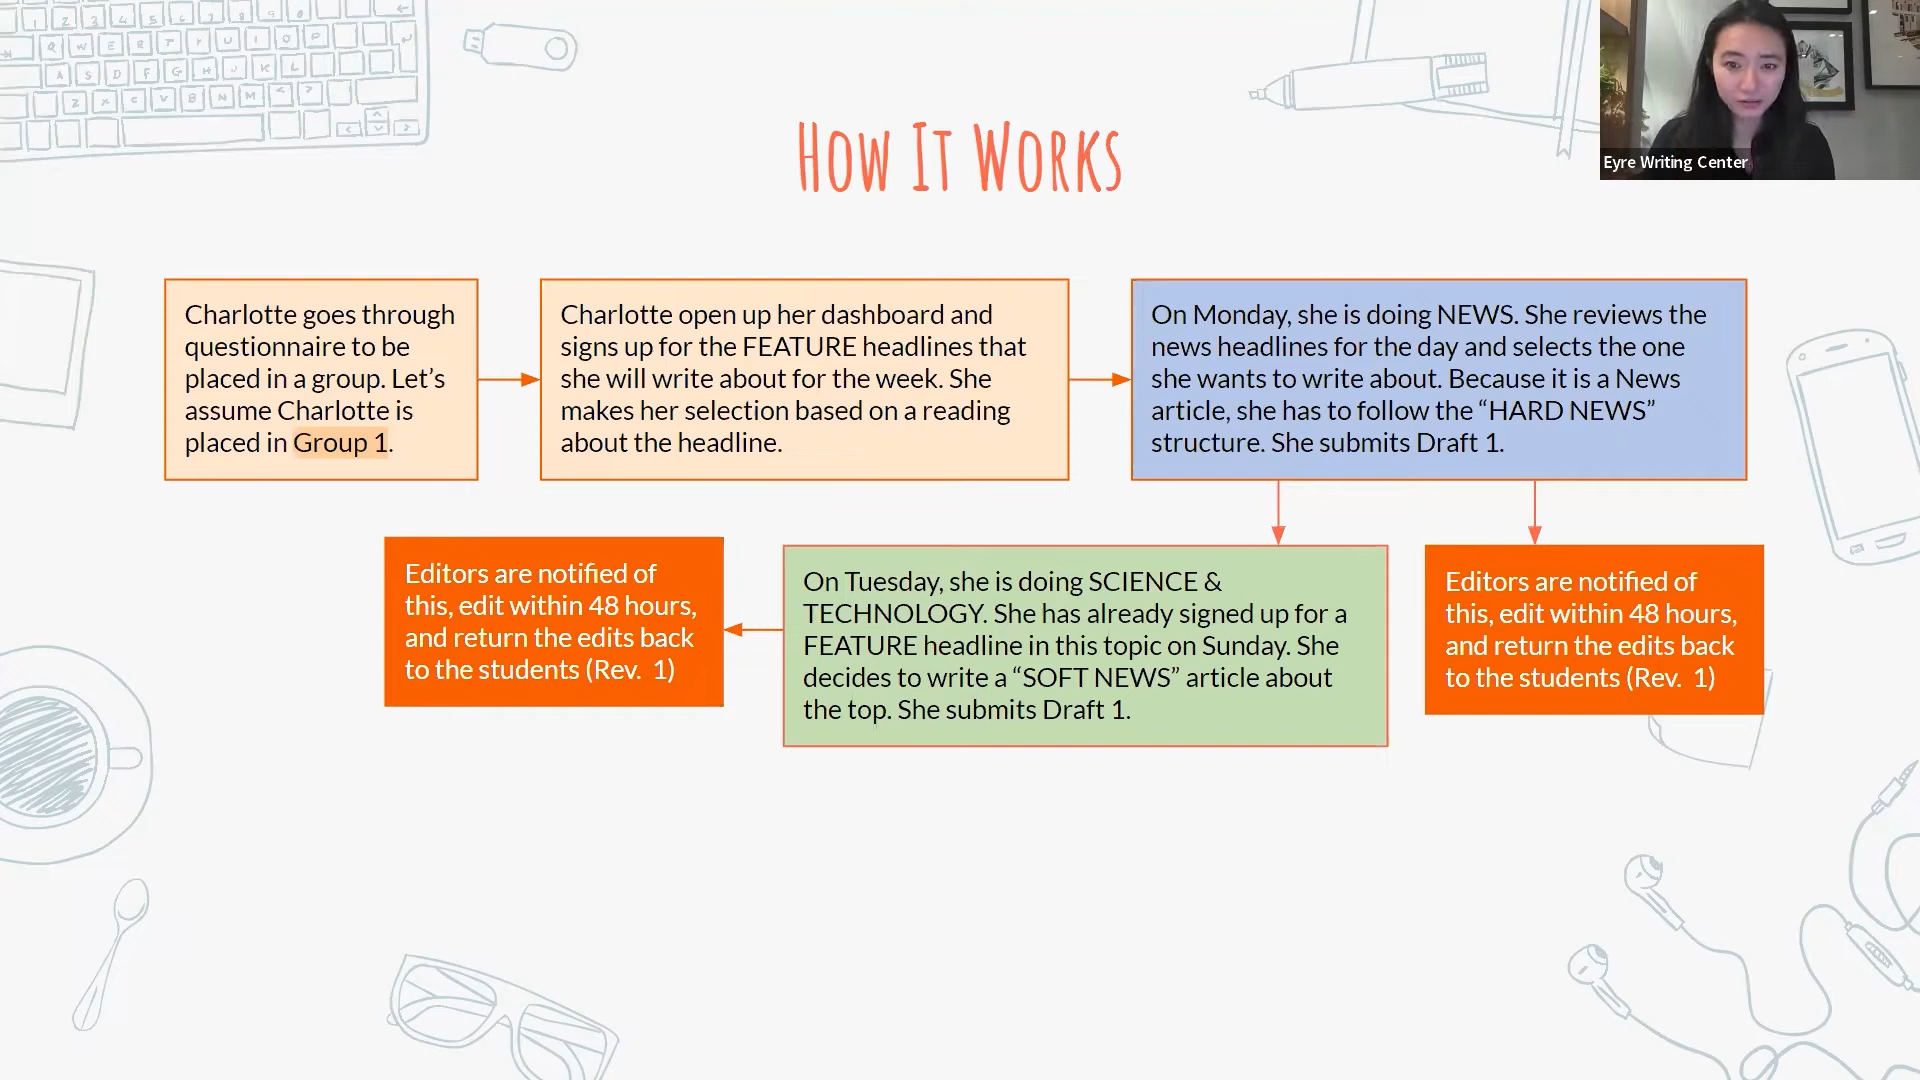 How It Works
Eyre Writing Center
Charlotte goes through
questionnaire to be
placed in a group. Let's
assume Charlotte is
placed in Group 1.
Charlotte open up her dashboard and
signs up for the FEATURE headlines that
she will write about for the week. She
makes her selection based on a reading
about the headline.
On Monday, she is doing NEWS. She reviews the
news headlines for the day and selects the one
she wants to write about. Because it is a News
article, she has to follow the “HARD NEWS”
structure. She submits Draft 1.
Editors are notified of
this, edit within 48 hours,
and return the edits back
to the students (Rev. 1)
On Tuesday, she is doing SCIENCE &
TECHNOLOGY. She has already signed up for a
FEATURE headline in this topic on Sunday. She
decides to write a “SOFT NEWS” article about
the top. She submits Draft 1.
Editors are notified of
this, edit within 48 hours,
and return the edits back
to the students (Rev. 1)